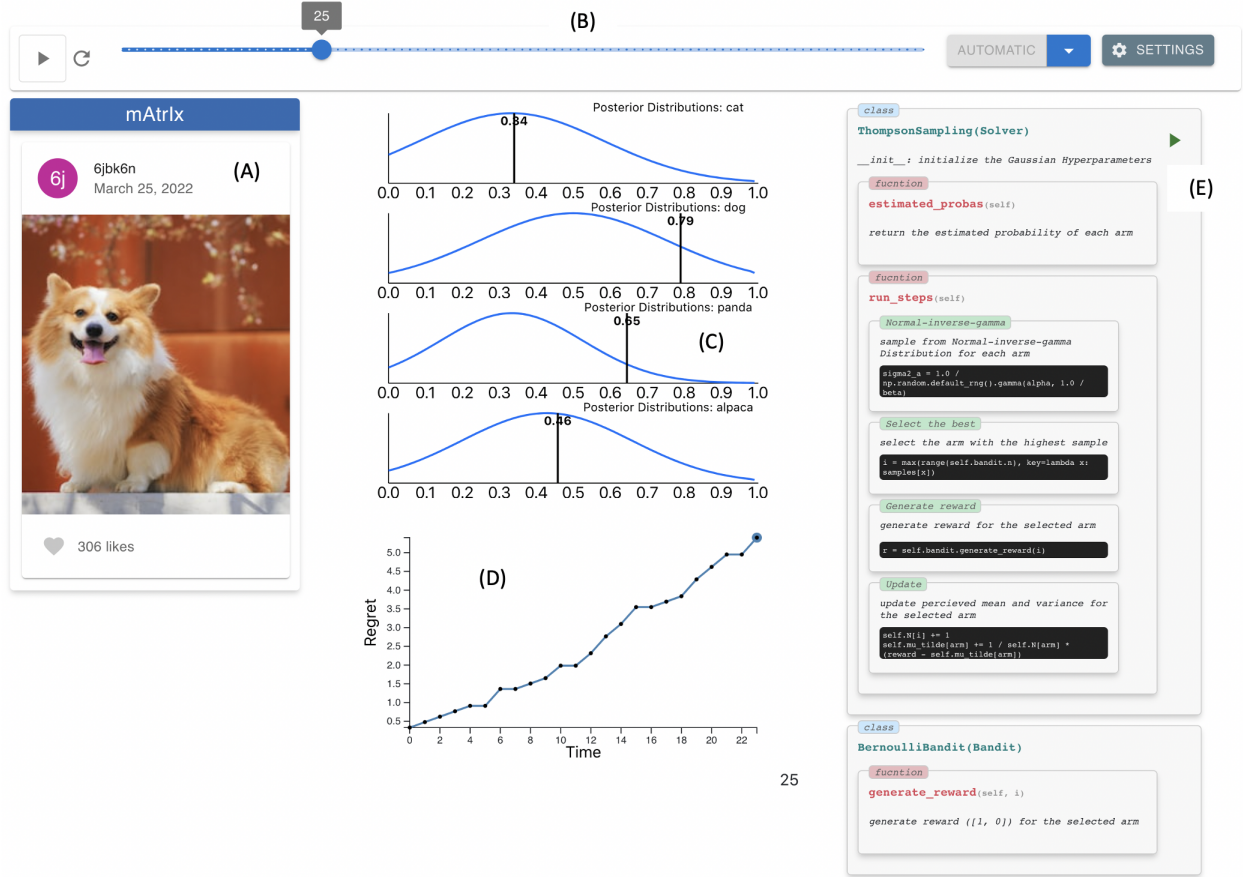 25
(B)
AUTOMATIC
SETTINGS
mAtrIx
6j
6jbk6n
March 25, 2022
(A)
306 likes
Posterior Distributions: cat
0.34
0.0 0.1 0.2 0.3 0.4 0.5 0.6 0.7 0.8 0.9 1.0
Posterior Distributions: dog
0.79
0.0 0.1 0.2 0.3 0.4 0.5 0.6 0.7 0.8 0.9 1.0
Posterior Distributions: panda
0.65
(C)
0.0 0.1 0.2 0.3 0.4 0.5 0.6 0.7 0.8 0.9 1.0
Posterior Distributions: alpaca
0.46
0.0 0.1 0.2 0.3 0.4 0.5 0.6 0.7 0.8 0.9 1.0
(D)
Regret
5.0
4.5
4.0
3.5
3.0
2.5
2.0
1.5
1.0
0.5
0 2 4 6 8 10 12 14 16 18 20 22
Time
25
class
ThompsonSampling(Solver)
__init__: initialize the Gaussian Hyperparameters
(E)
fucntion
estimated_probas(self)
return the estimated probability of each arm
fucntion
run_steps(self)
Normal-inverse-gamma
sample from Normal-inverse-gamma
Distribution for each arm
sigma2_a = 1.0 /
np.random.default_rng().gamma(alpha, 1.0 /
beta)
Select the best
select the arm with the highest sample
i = max(range(self.bandit.n), key=lambda x:
samples[x])
Generate reward
generate reward for the selected arm
r = self.bandit.generate_reward(i)
Update
update percieved mean and variance for
the selected arm
self.N[i] += 1
self.mu_tilde[arm] += 1 / self.N[arm] *
(reward - self.mu_tilde[arm])
class
BernoulliBandit(Bandit)
fucntion
generate_reward(self, i)
generate reward ([1, 0]) for the selected arm